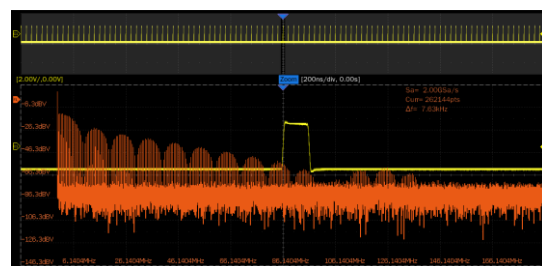 [2.00V/,0.00V]
Zoom [200ns/div, 0.00s]
Sa= 2.00GSa/s
Curr= 262144pts
Δf= 7.63kHz
-6.3dBV
-26.3dBV
-46.3dBV
-86.3dBV
-106.3dBV
-126.3dBV
-146.3dBV 6.1404MHz 26.1404MHz 46.1404MHz 66.1404MHz 86.1404MHz 106.1404MHz 126.1404MHz 146.1404MHz 166.1404MHz